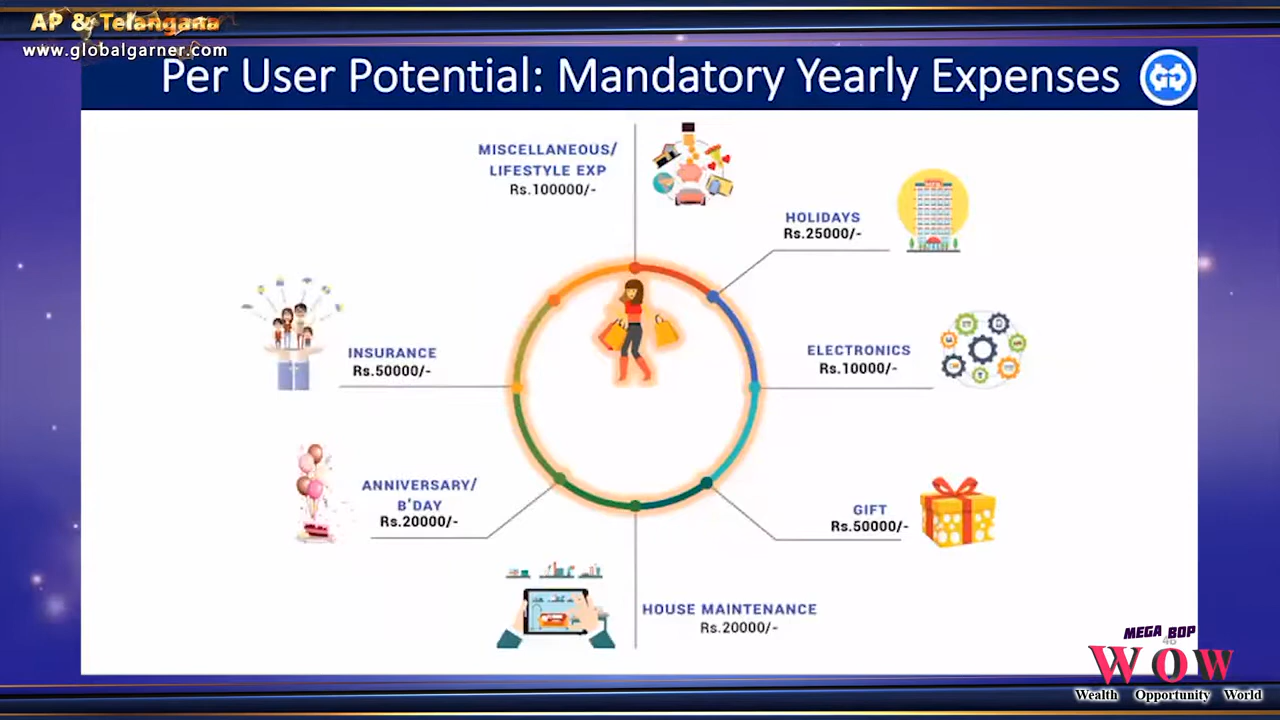 AP & Telangana
www.globalgarner.com
Per User Potential: Mandatory Yearly Expenses
MISCELLANEOUS/
LIFESTYLE EXP
Rs.100000/-
HOLIDAYS
Rs.25000/-
INSURANCE
Rs.50000/-
ELECTRONICS
Rs.10000/-
ANNIVERSARY/
B'DAY
Rs.20000/-
GIFT
Rs.50000/-
HOUSE MAINTENANCE
Rs.20000/-
MEGA BOP
46
WOW
Wealth Opportunity World